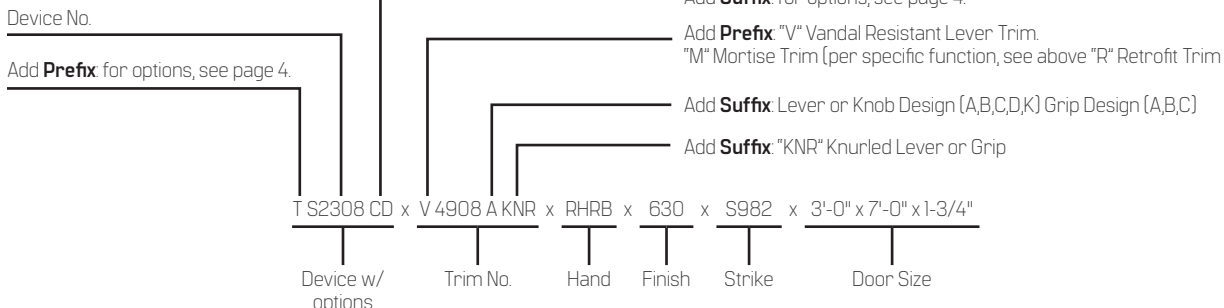 Add Suffix: for options, see page 4.
Device No.
Add Prefix: "V" Vandal Resistant Lever Trim.
"M" Mortise Trim (per specific function, see above "R" Retrofit Trim
Add Prefix: for options, see page 4.
Add Suffix: Lever or Knob Design (A,B,C,D,K) Grip Design (A,B,C)
Add Suffix: "KNR" Knurled Lever or Grip
T S2308 CD x V 4908 A KNR x RHRB x 630 x S982 x 3'-0" x 7'-0" x 1-3/4"
Device w/ options
Trim No.
Hand
Finish
Strike
Door Size